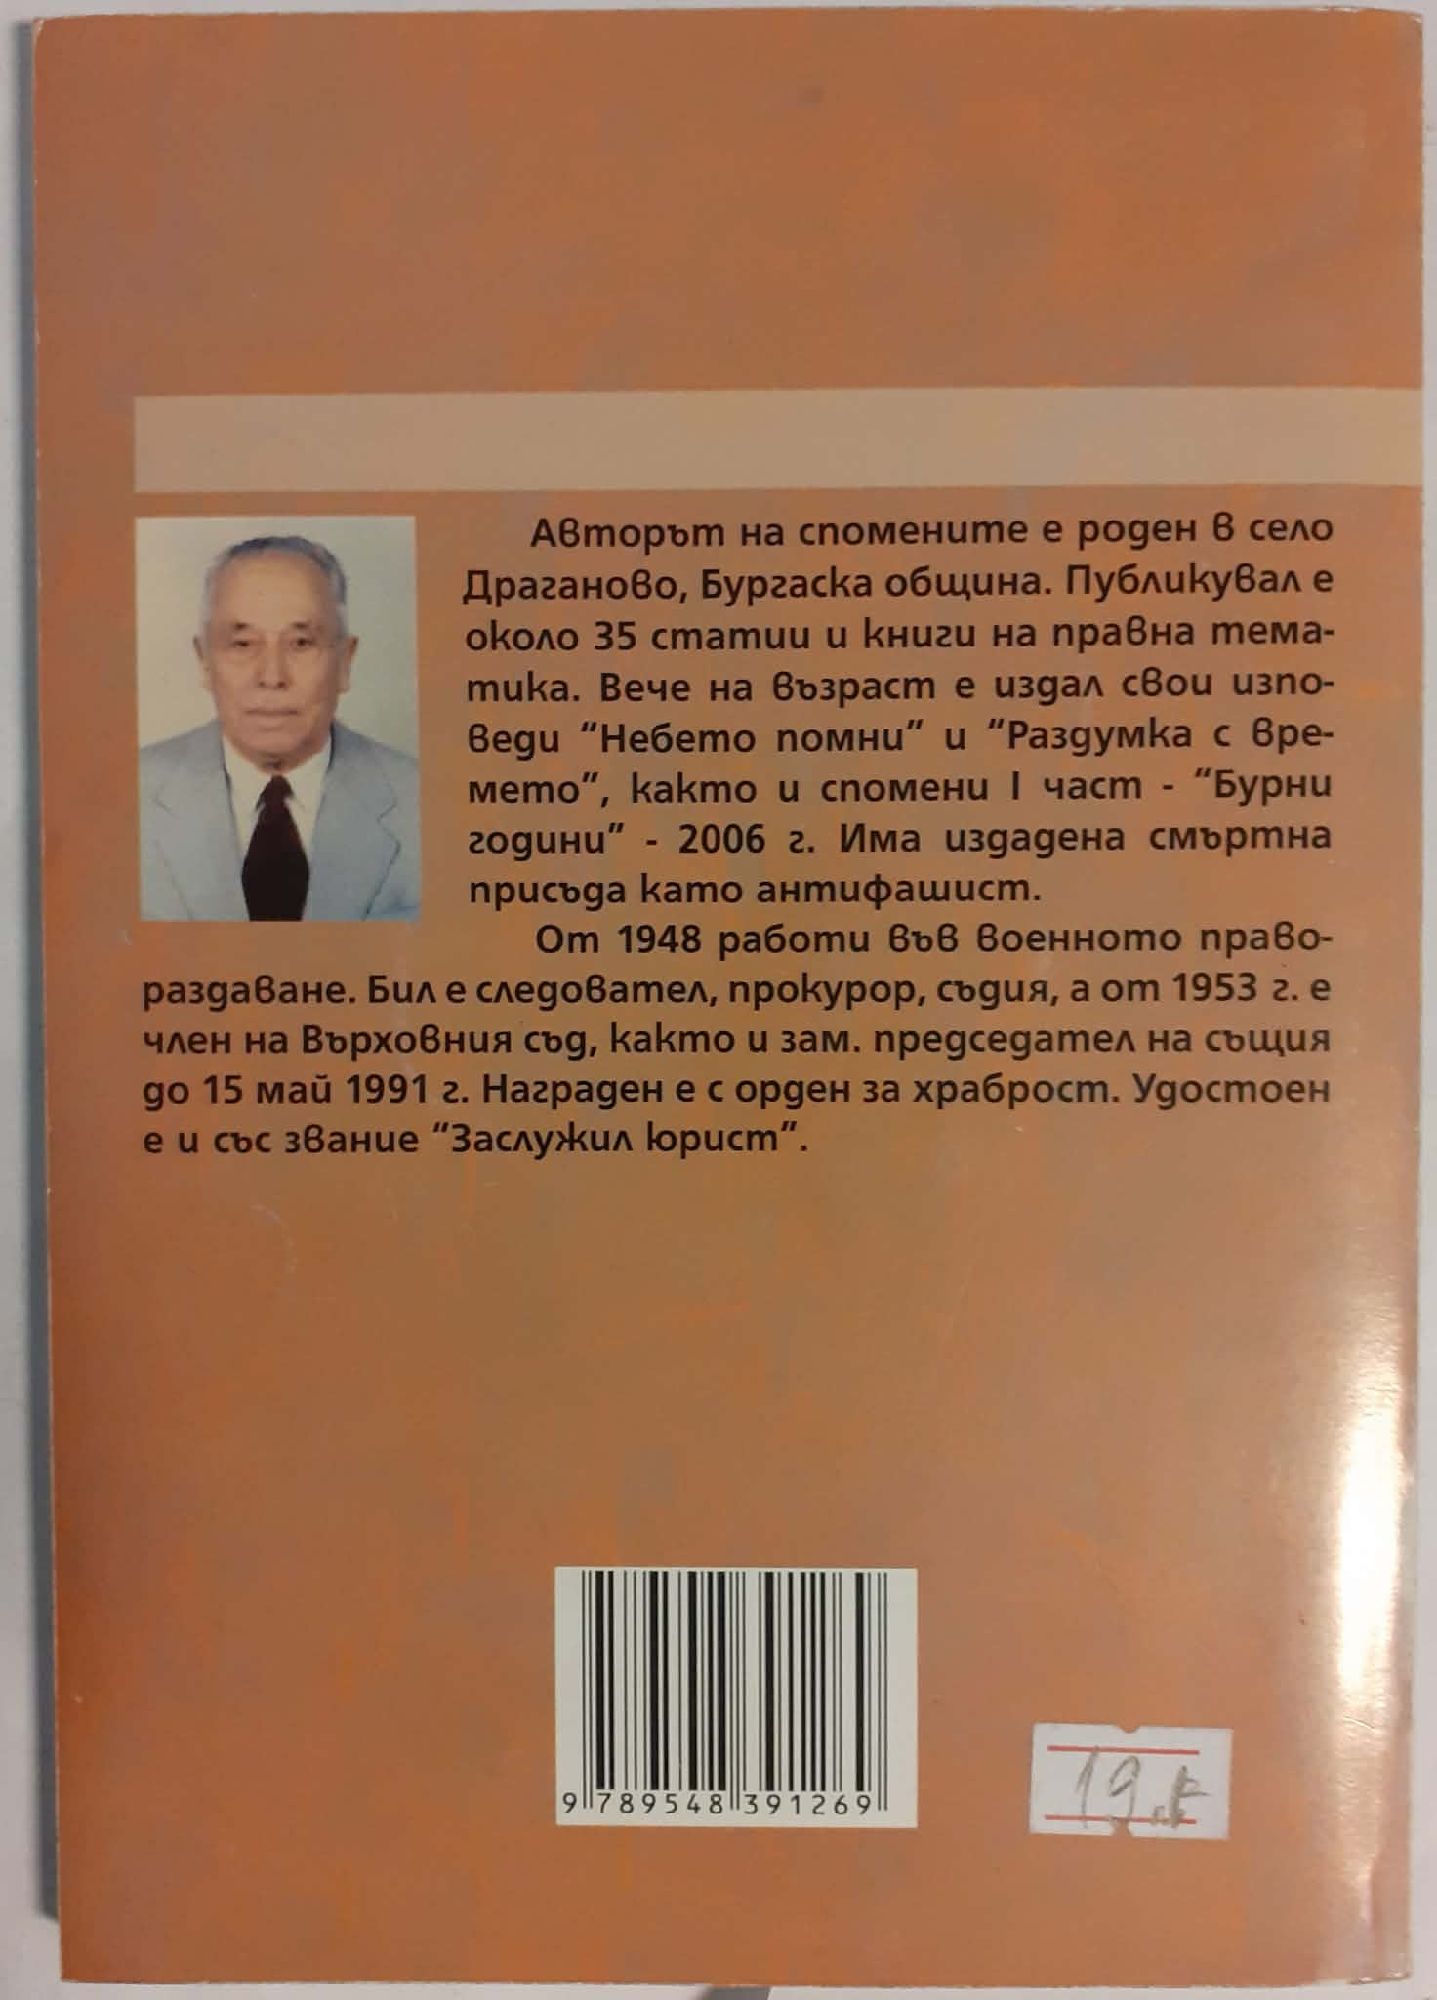 Авторът на спомените е роден в село
Драганово, Бургаска община. Публикувал е
около 35 статии и книги на правна тема-
тика. Вече на възраст е издал свои изпо-
веди “Небето помни” и “Раздумка с вре-
мето”, както и спомени I част - “Бурни
години” - 2006 г. Има издадена смъртна
присъда като антифашист.
От 1948 работи във военното право-
раздаване. Бил е следовател, прокурор, съдия, а от 1953 г. е
член на Върховния съд, както и зам. председател на същия
до 15 май 1991 г. Награден е с орден за храброст. Удостоен
е и със звание “Заслужил юрист”.
9 789548 391269
19